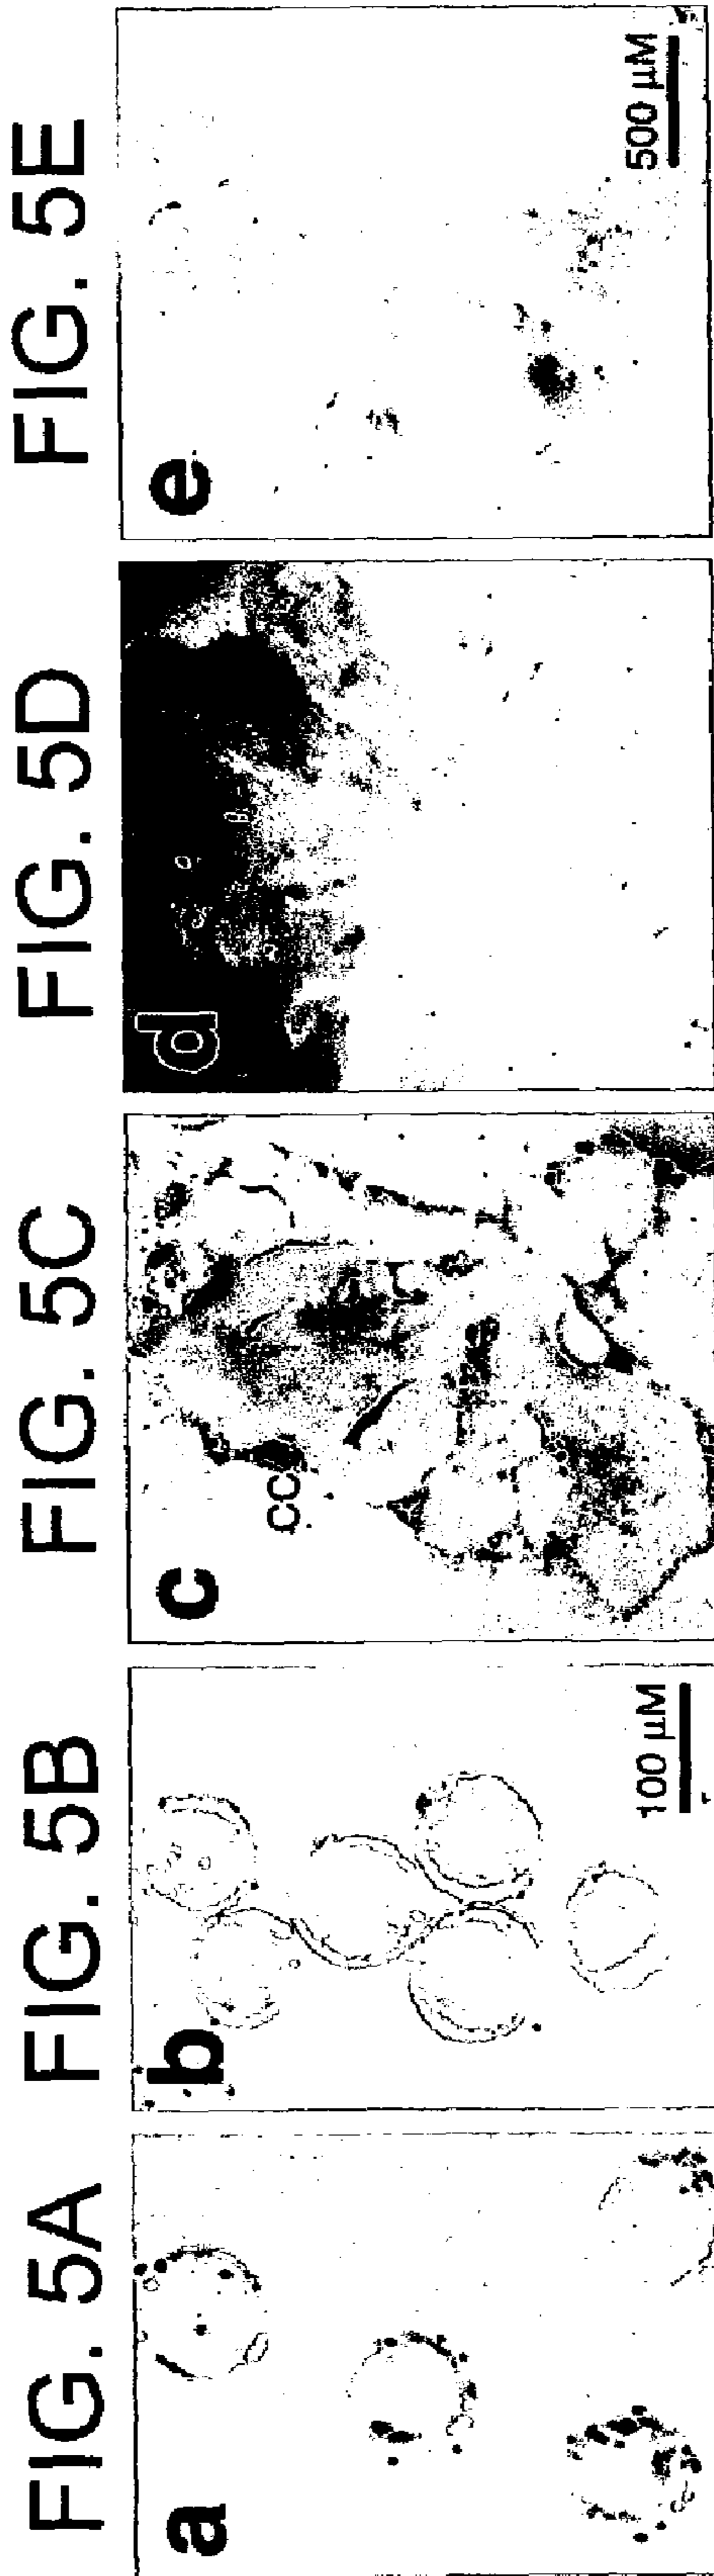 FIG. 5A
FIG. 5B
FIG. 5C
FIG. 5D
FIG. 5E
a
b
100 µM
c
CC
d
e
500 µM